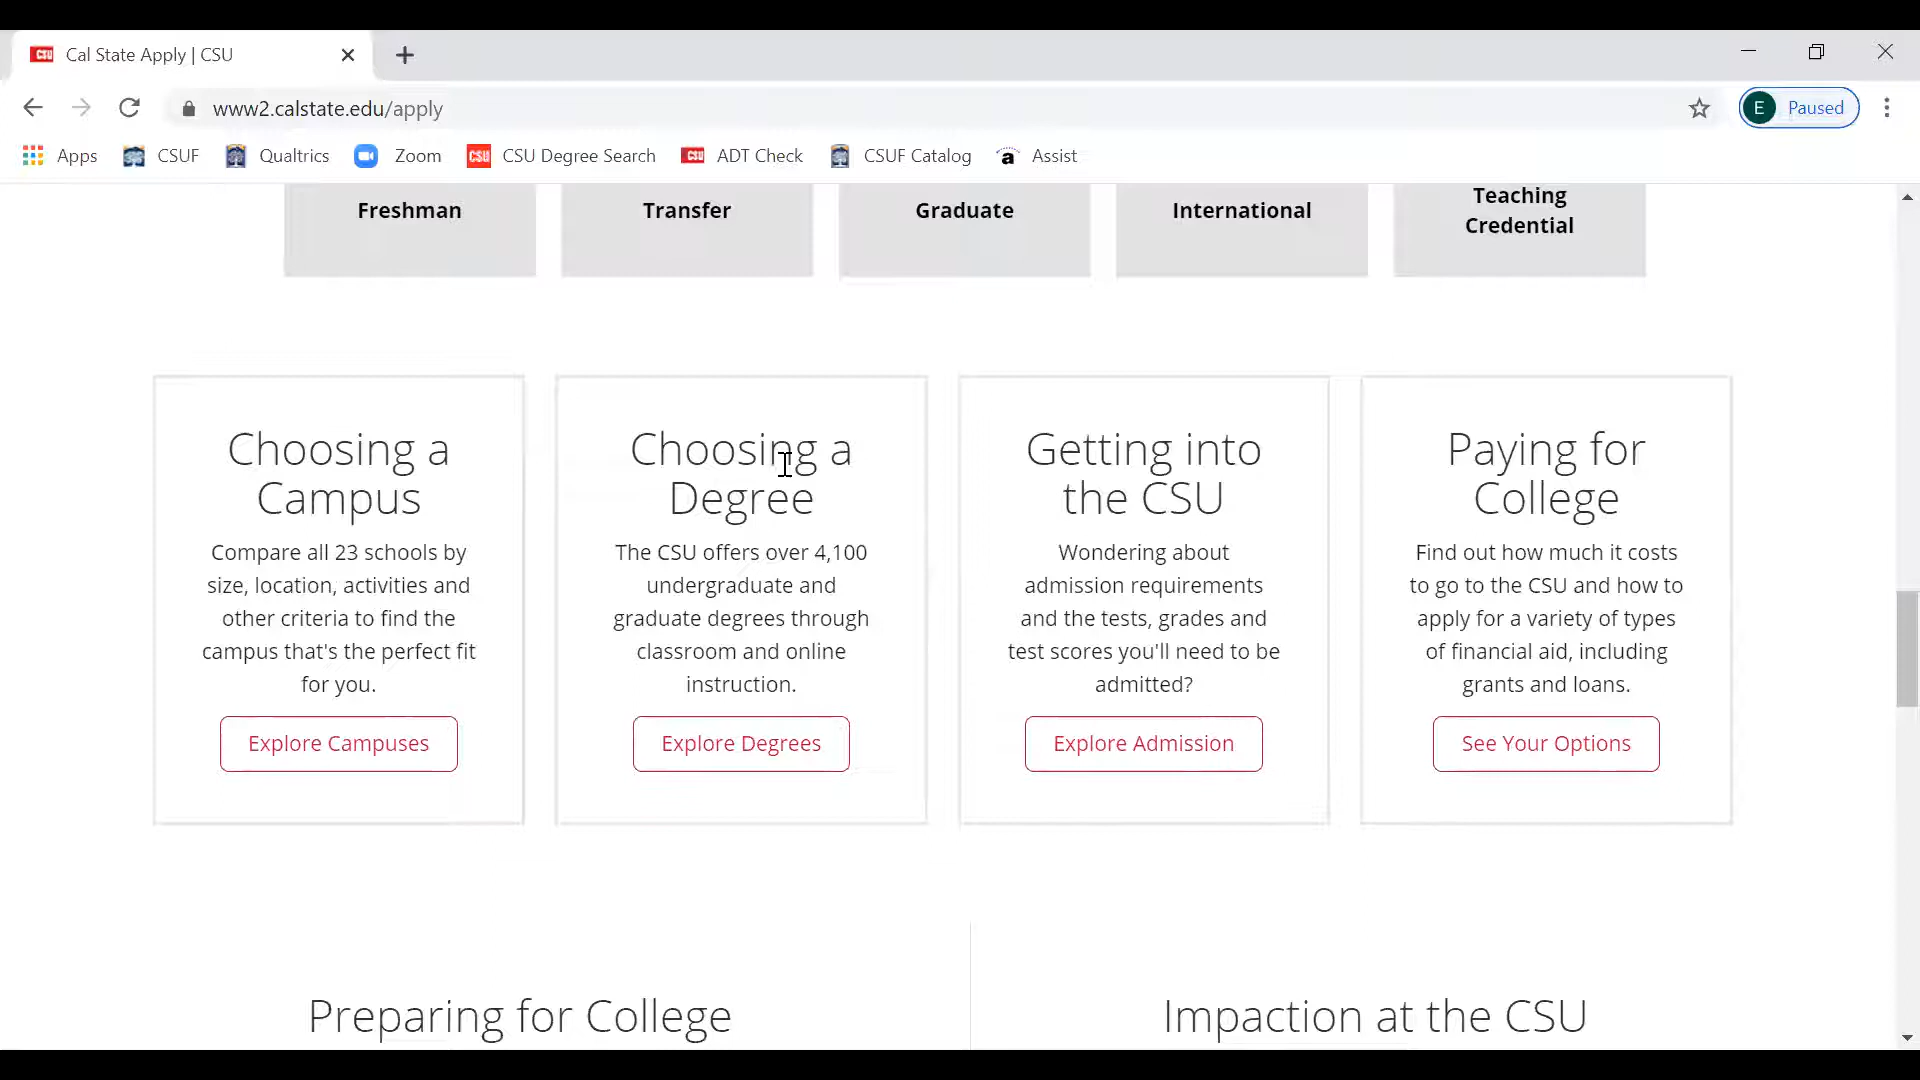 Cal State Apply | CSU
www2.calstate.edu/apply
E Paused
Apps CSUF Qualtrics Zoom CSU CSU Degree Search CSU ADT Check CSUF Catalog a Assist
Freshman Transfer Graduate International Teaching Credential
Choosing a
Campus
Compare all 23 schools by
size, location, activities and
other criteria to find the
campus that's the perfect fit
for you.
Explore Campuses
Choosing a
Degree
The CSU offers over 4,100
undergraduate and
graduate degrees through
classroom and online
instruction.
Explore Degrees
Getting into
the CSU
Wondering about
admission requirements
and the tests, grades and
test scores you'll need to be
admitted?
Explore Admission
Paying for
College
Find out how much it costs
to go to the CSU and how to
apply for a variety of types
of financial aid, including
grants and loans.
See Your Options
Preparing for College
Impaction at the CSU